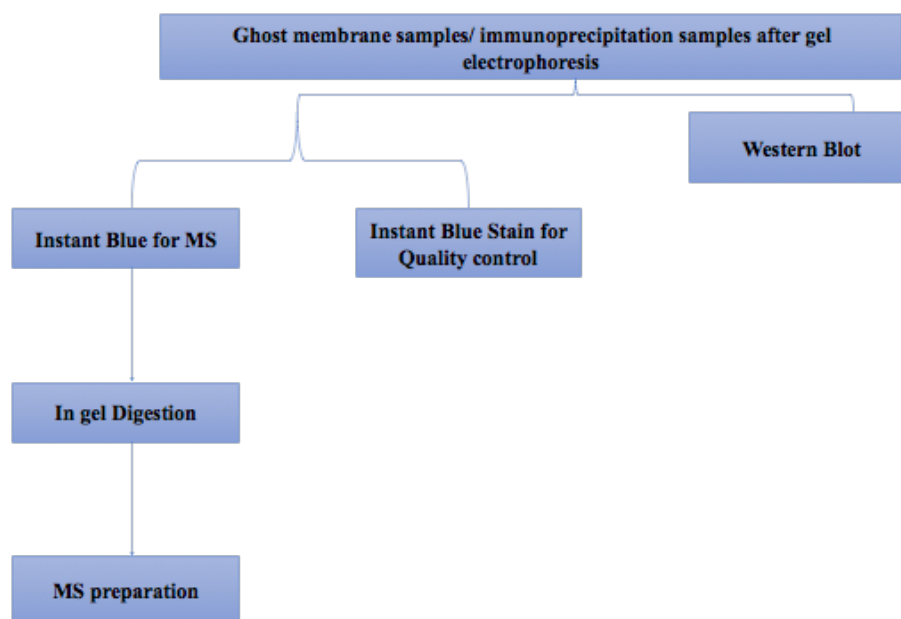 Ghost membrane samples/ immunoprecipitation samples after gel
electrophoresis
Western Blot
Instant Blue for MS
Instant Blue Stain for
Quality control
In gel Digestion
MS preparation